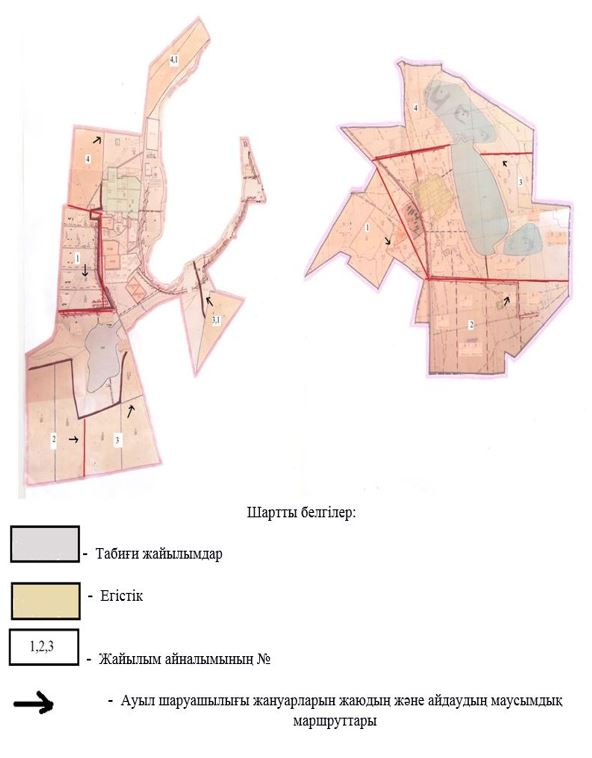 4,1
4
1
3,1
2
3
4
3
1
2
Шартты белгілер:
- Табиғи жайылымдар
- Егістік
1,2,3
- Жайылым айналымының №
- Ауыл шаруашылығы жануарларын жаюдың және айдаудың маусымдық
маршруттары